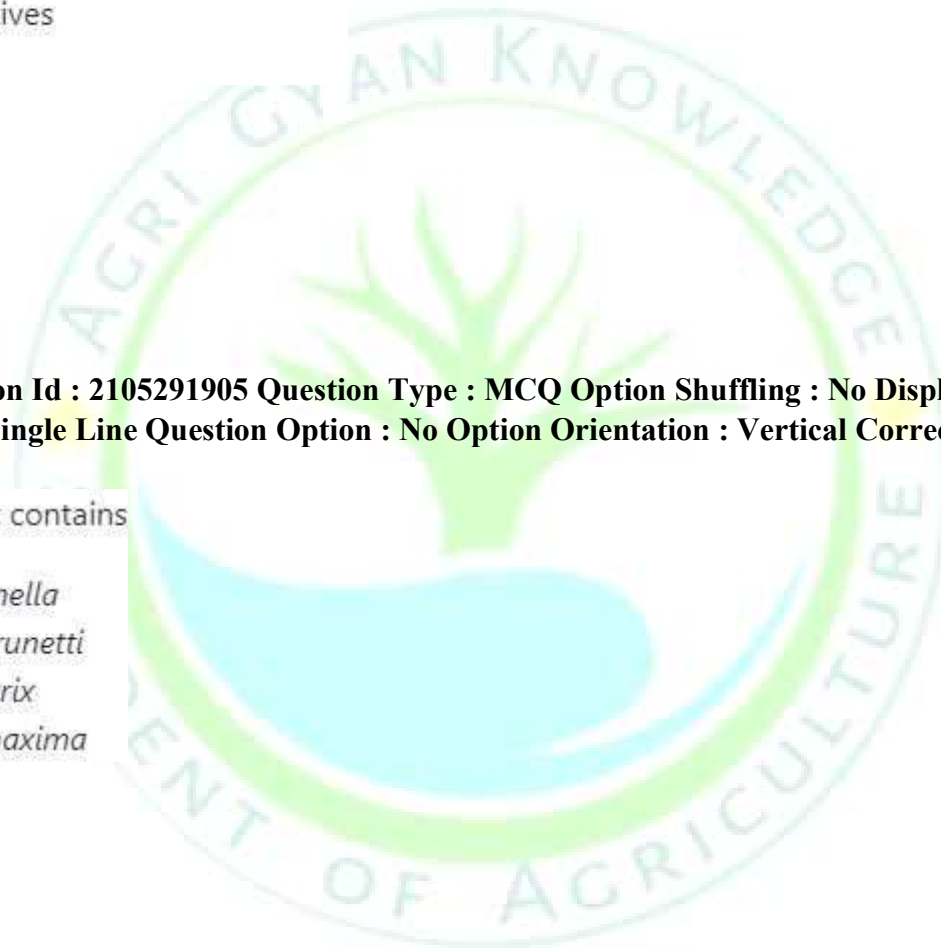 ives
AGRI GYAN KNOWLEDGE
on Id : 2105291905 Question Type : MCQ Option Shuffling : No Displ
ingle Line Question Option : No Option Orientation : Vertical Correc
contains
nella
runetti
rix
naxima
DENT OF AGRICULTURE